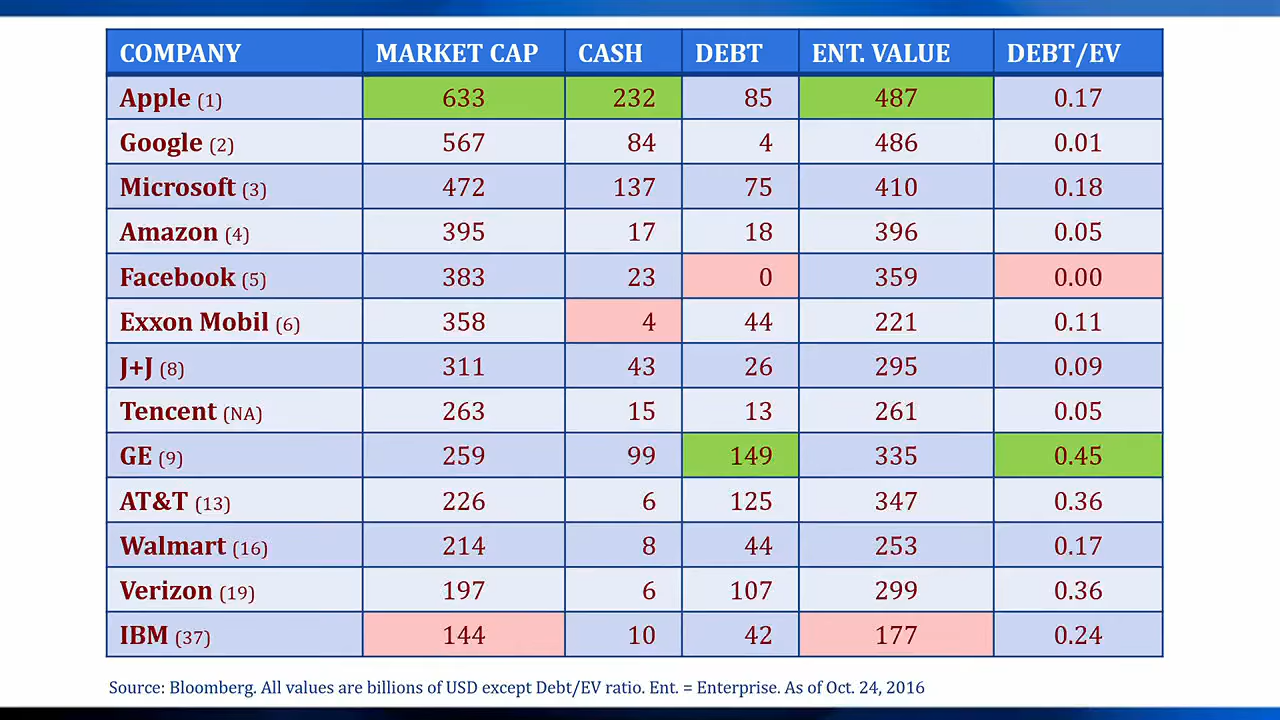 COMPANY MARKET CAP CASH DEBT ENT. VALUE DEBT/EV
Apple (1) 633 232 85 487 0.17
Google (2) 567 84 4 486 0.01
Microsoft (3) 472 137 75 410 0.18
Amazon (4) 395 17 18 396 0.05
Facebook (5) 383 23 0 359 0.00
Exxon Mobil (6) 358 4 44 221 0.11
J+J (8) 311 43 26 295 0.09
Tencent (NA) 263 15 13 261 0.05
GE (9) 259 99 149 335 0.45
AT&T (13) 226 6 125 347 0.36
Walmart (16) 214 8 44 253 0.17
Verizon (19) 197 6 107 299 0.36
IBM (37) 144 10 42 177 0.24
Source: Bloomberg. All values are billions of USD except Debt/EV ratio. Ent. = Enterprise. As of Oct. 24, 2016